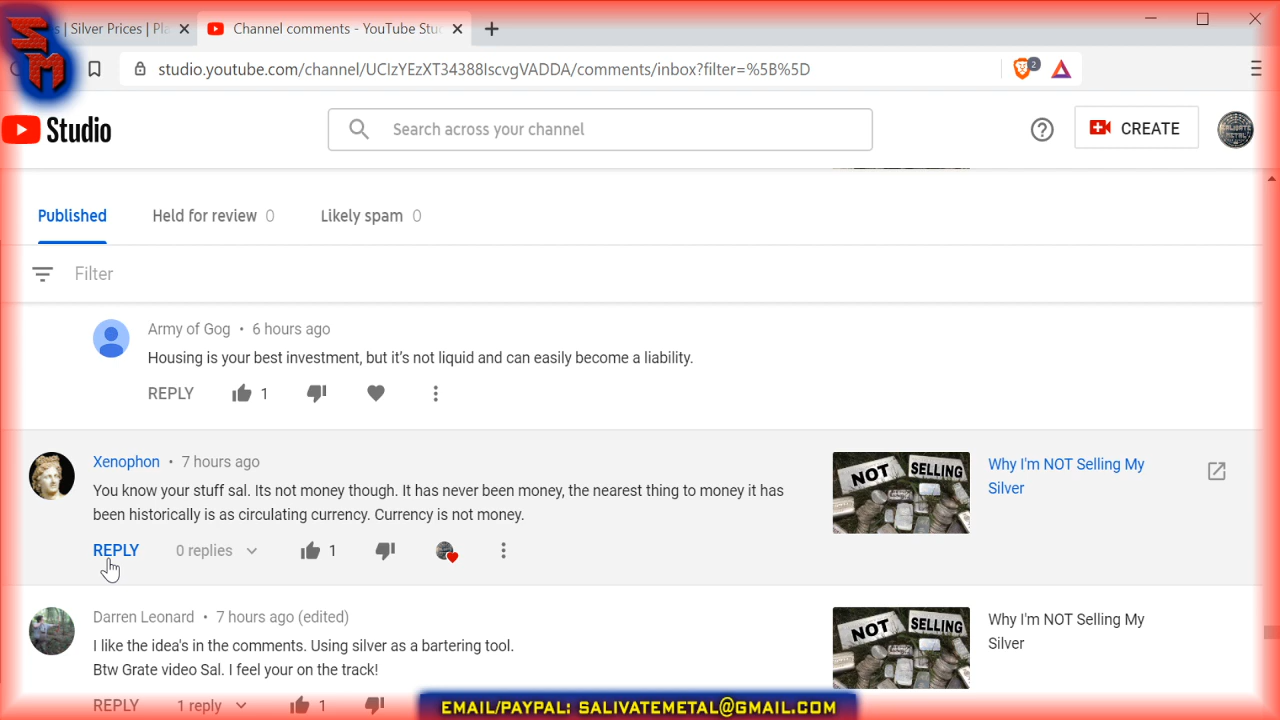 SM
s | Silver Prices | Pla
Channel comments - YouTube Stu
studio.youtube.com/channel/UCIzYEzXT34388IscvgVADDA/comments/inbox?filter=%5B%5D
2
Studio
Search across your channel
CREATE
SALIVATE
METAL
Published
Held for review 0
Likely spam 0
Filter
Army of Gog • 6 hours ago
Housing is your best investment, but it's not liquid and can easily become a liability.
REPLY 1
Xenophon • 7 hours ago
You know your stuff sal. Its not money though. It has never been money, the nearest thing to money it has
been historically is as circulating currency. Currency is not money.
REPLY 0 replies 1
NOT SELLING
Why I'm NOT Selling My
Silver
Darren Leonard • 7 hours ago (edited)
I like the idea's in the comments. Using silver as a bartering tool.
Btw Grate video Sal. I feel your on the track!
REPLY 1 reply 1
NOT SELLING
Why I'm NOT Selling My
Silver
EMAIL/PAYPAL: SALIVATEMETAL@GMAIL.COM